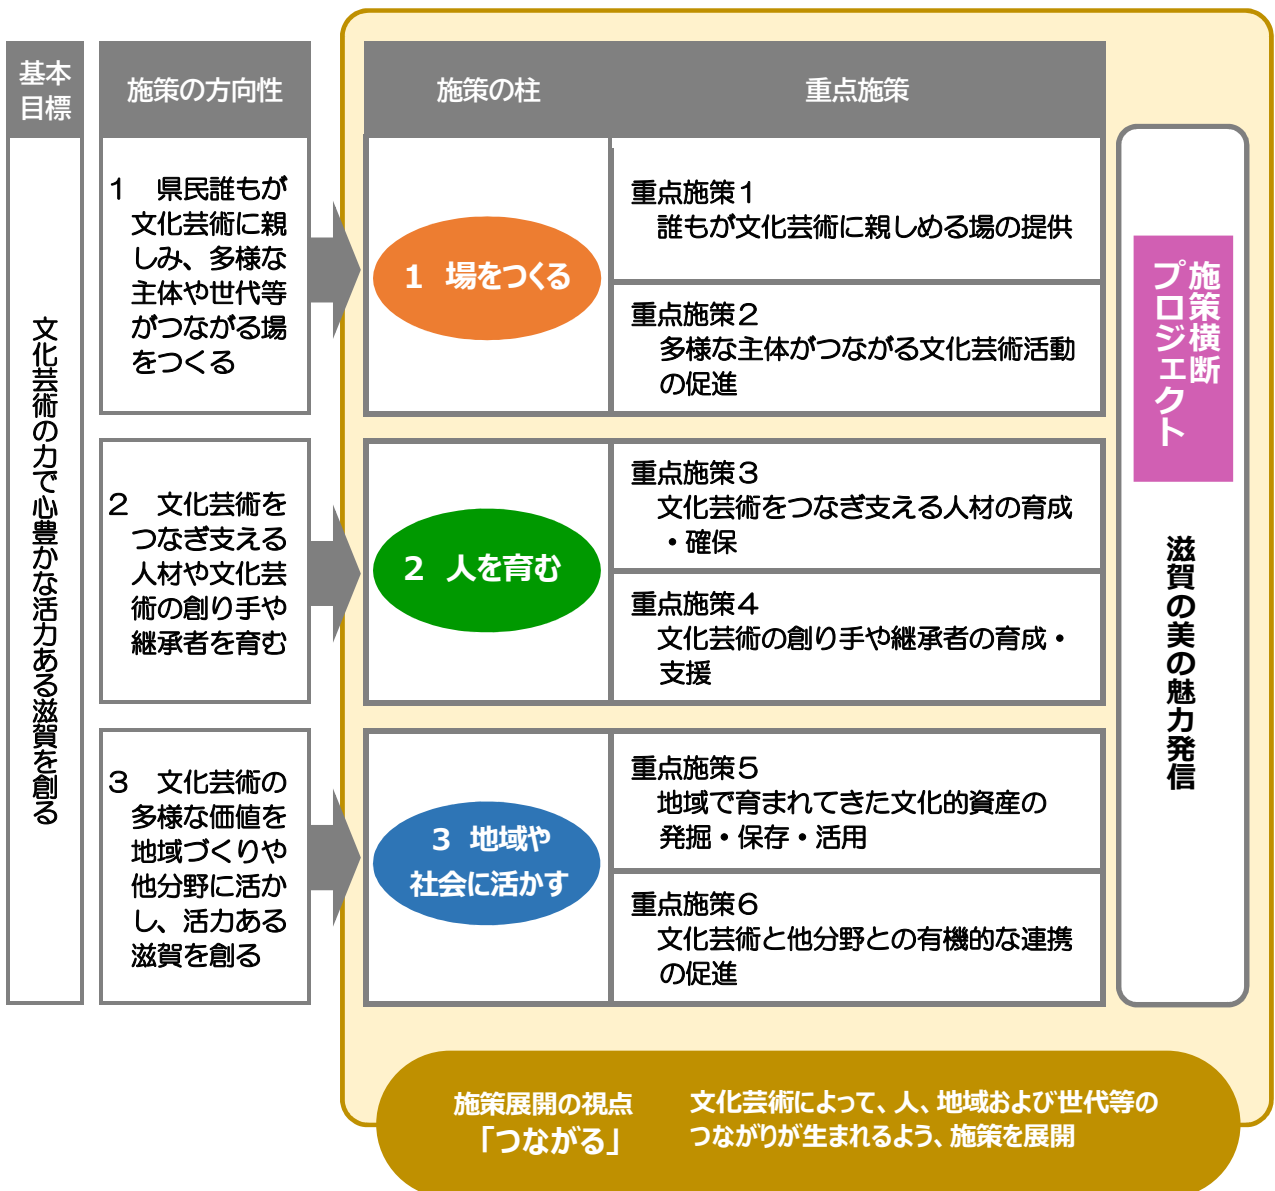 基本
目標
施策の方向性
施策の柱
重点施策
文化芸術の力で心豊かな活力ある滋賀を創る
１　県民誰もが
文化芸術に親
しみ、多様な
主体や世代等
がつながる場
をつくる
1 場をつくる
重点施策１
誰もが文化芸術に親しめる場の提供
重点施策２
多様な主体がつながる文化芸術活動
の促進
２　文化芸術を
つなぎ支える
人材や文化芸
術の創り手や
継承者を育む
2 人を育む
重点施策３
文化芸術をつなぎ支える人材の育成
・確保
重点施策４
文化芸術の創り手や継承者の育成・
支援
３　文化芸術の
多様な価値を
地域づくりや
他分野に活か
し、活力ある
滋賀を創る
3 地域や
社会に活かす
重点施策５
地域で育まれてきた文化的資産の
発掘・保存・活用
重点施策６
文化芸術と他分野との有機的な連携
の促進
施策横断
プロジェクト
滋賀の美の魅力発信
施策展開の視点
「つながる」
文化芸術によって、人、地域および世代等の
つながりが生まれるよう、施策を展開